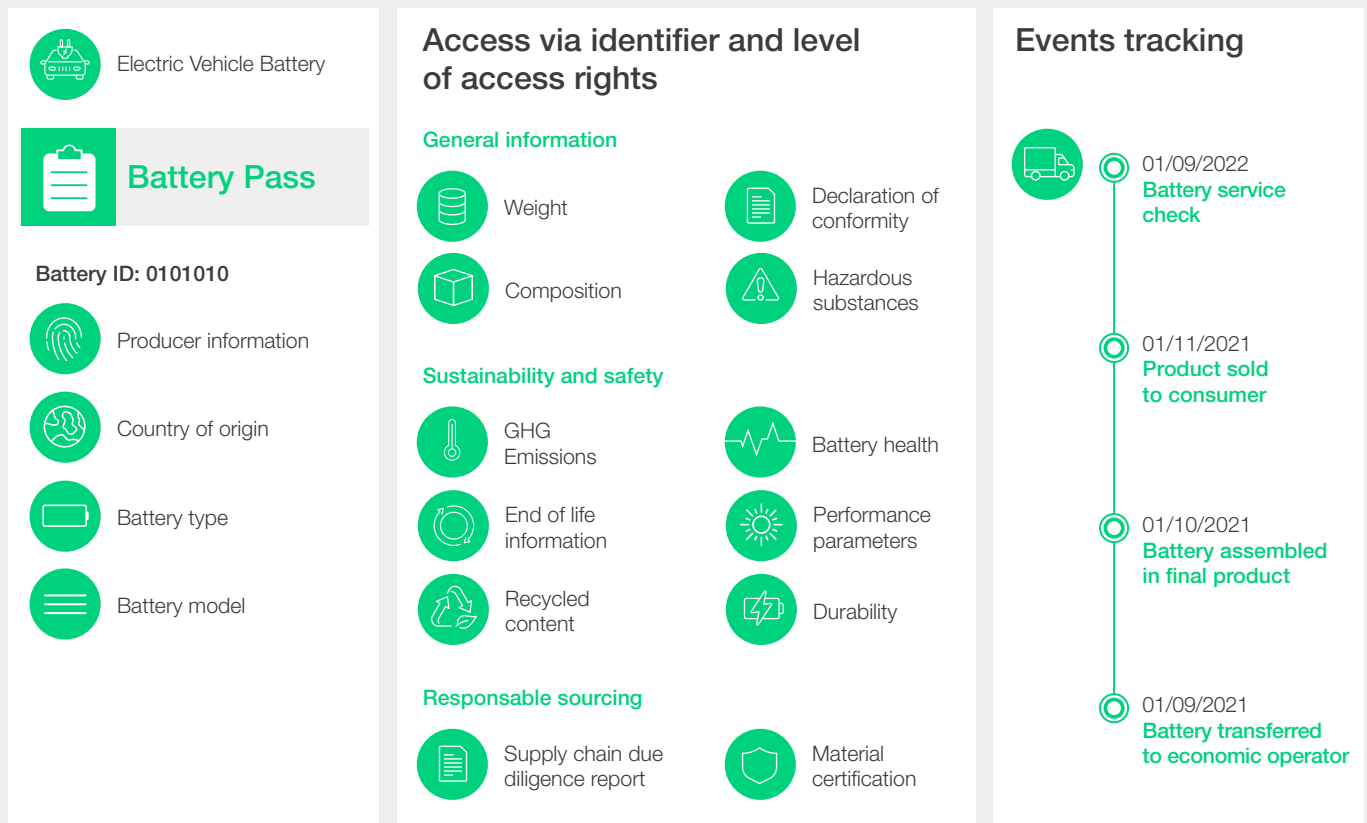 Electric Vehicle Battery
Battery Pass
Battery ID: 0101010
Producer information
Country of origin
Battery type
Battery model
Access via identifier and level
of access rights
General information
Weight
Declaration of
conformity
Composition
Hazardous
substances
Sustainability and safety
GHG
Emissions
Battery health
End of life
information
Performance
parameters
Recycled
content
Durability
Responsable sourcing
Supply chain due
diligence report
Material
certification
Events tracking
01/09/2022
Battery service
check
01/11/2021
Product sold
to consumer
01/10/2021
Battery assembled
in final product
01/09/2021
Battery transferred
to economic operator